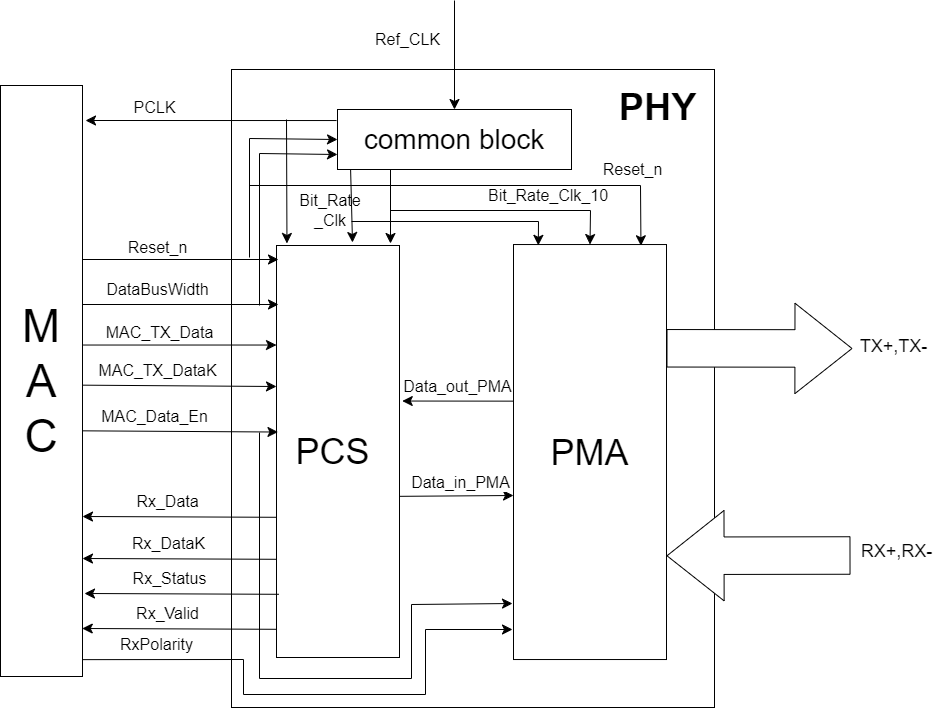 Ref_CLK
PHY
PCLK
common block
Reset_n
Bit_Rate
_Clk
Bit_Rate_Clk_10
Reset_n
DataBusWidth
MAC_TX_Data
MAC_TX_DataK
MAC_Data_En
M
A
C
PCS
Data_out_PMA
Data_in_PMA
PMA
TX+,TX-
RX+,RX-
Rx_Data
Rx_DataK
Rx_Status
Rx_Valid
RxPolarity